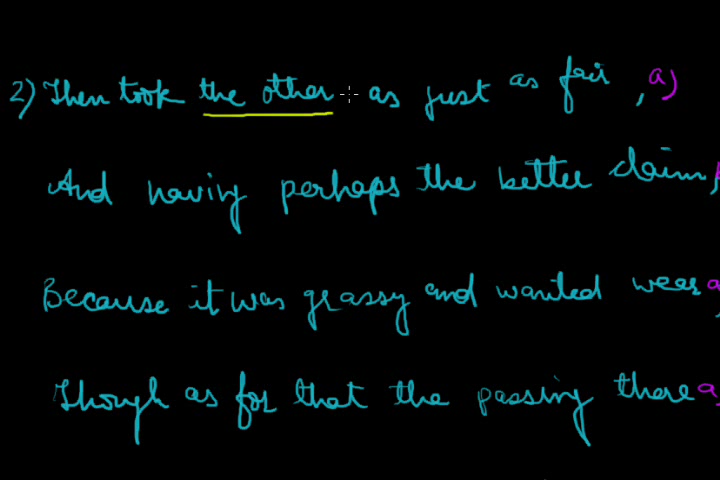 2) Then took the other as just as fair, a)
And having perhaps the better claim,
Because it was grassy and wanted wear a
Though as for that the passing there a)